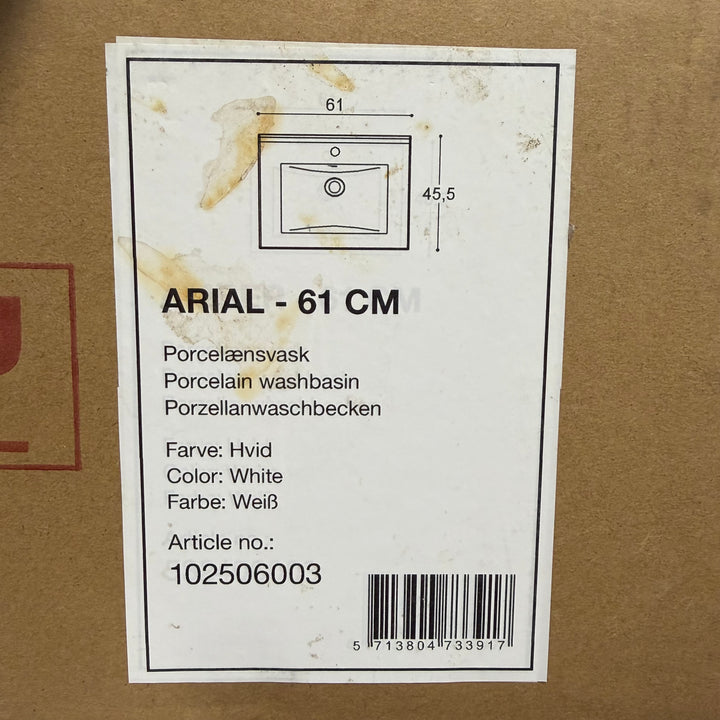 61
45,5
ARIAL - 61 CM
Porcelænsvask
Porcelain washbasin
Porzellanwaschbecken
Farve: Hvid
Color: White
Farbe: Weiß
Article no.:
102506003
5 713804 733917